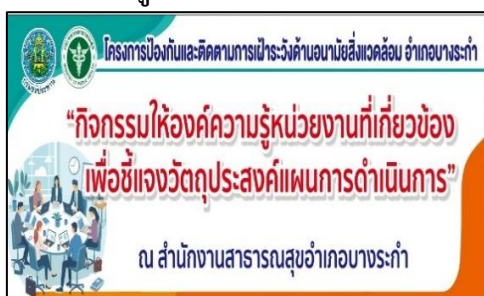 โครงการป้องกันและติดตามการเฝ้าระวังด้านอนามัยสิ่งแวดล้อม อำเภอบางระกำ
“กิจกรรมให้องค์ความรู้หน่วยงานที่เกี่ยวข้อง
เพื่อชี้แจงวัตถุประสงค์แผนการดำเนินการ”
ณ สำนักงานสาธารณสุขอำเภอบางระกำ